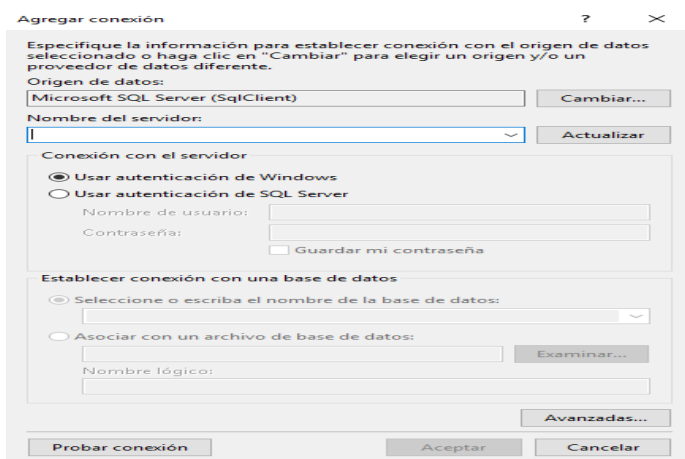 Agregar conexión
?
Especifique la información para establecer conexión con el origen de datos
seleccionado o haga clic en "Cambiar" para elegir un origen y/o un
proveedor de datos diferente.
Origen de datos:
Microsoft SQL Server (SqlClient)
Cambiar...
Nombre del servidor:
Actualizar
Conexión con el servidor
Usar autenticación de Windows
Usar autenticación de SQL Server
Nombre de usuario:
Contraseña:
Guardar mi contraseña
Establecer conexión con una base de datos
Seleccione o escriba el nombre de la base de datos:
Asociar con un archivo de base de datos:
Examinar...
Nombre lógico:
Avanzadas...
Probar conexión
Aceptar
Cancelar